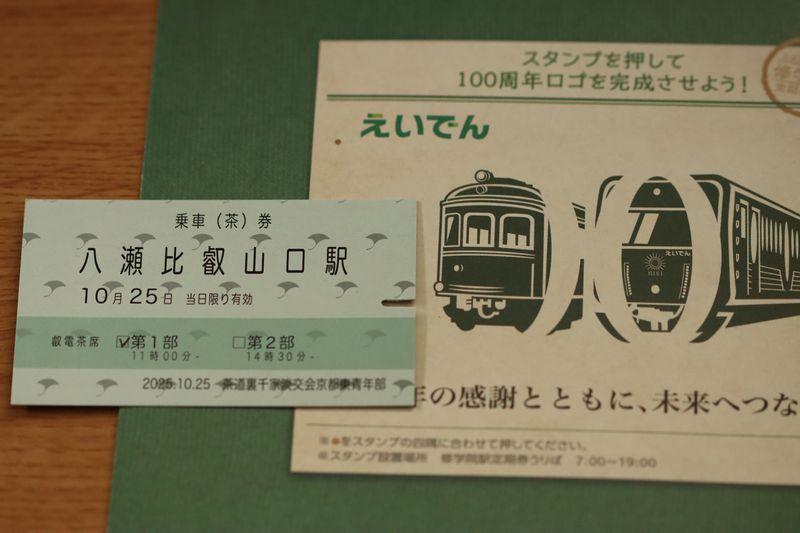 スタンプを押して
100周年ロゴを完成させよう!
えいでん
えいでん
乗車(茶)券
八瀬比叡山口駅
10月25日 当日限り有効
叡電茶席 ☑第1部 □第2部
11時00分- 14時30分-
2025.10.25 茶道裏千家淡交会京都東青年部
年の感謝とともに、未来へつな
※●をスタンプの四隅に合わせて押してください。
※スタンプ設置場所 修学院駅定期券うりば 7:00~19:00